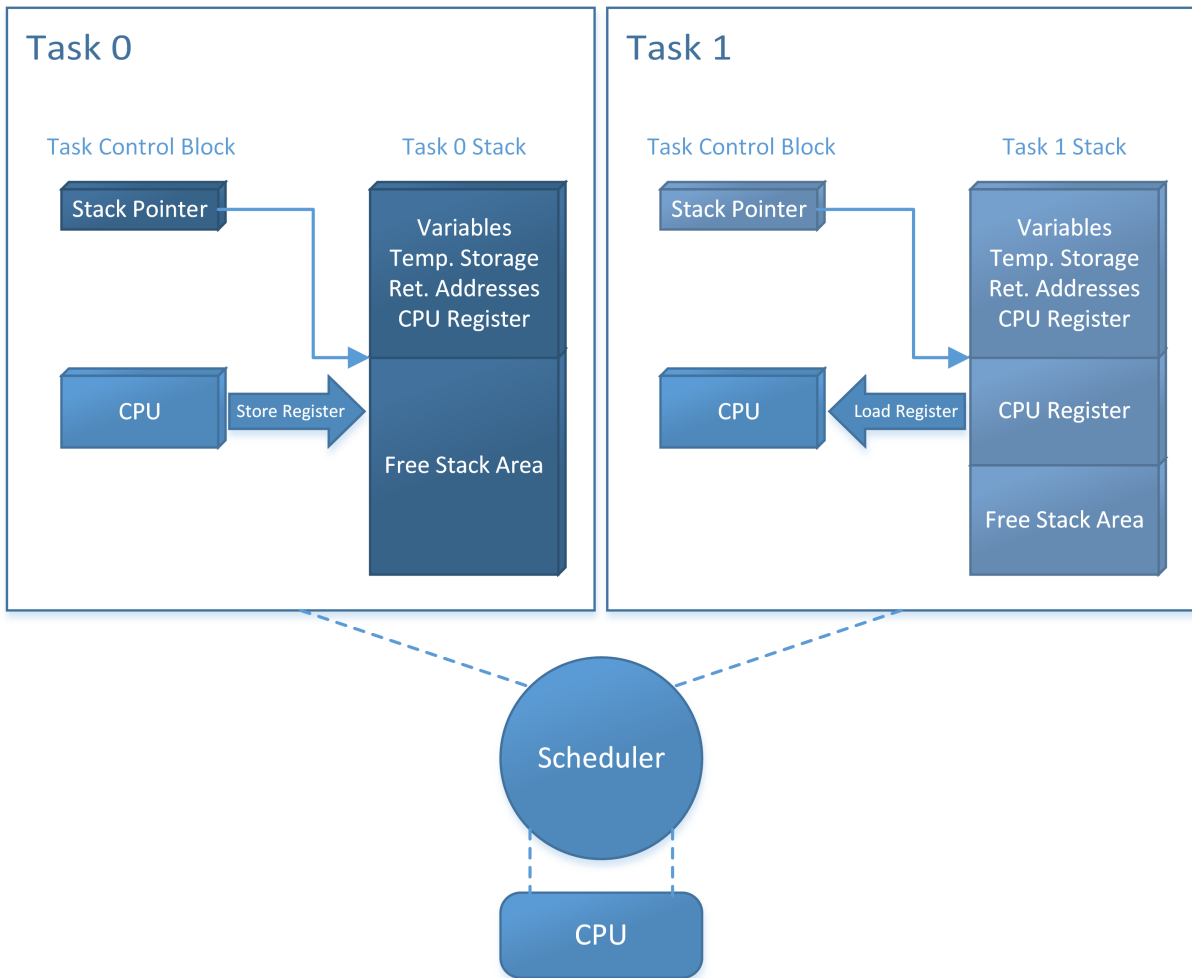 Task 0
Task Control Block
Task 0 Stack
Stack Pointer
Variables
Temp. Storage
Ret. Addresses
CPU Register
CPU
Store Register
Free Stack Area
Task 1
Task Control Block
Task 1 Stack
Stack Pointer
Variables
Temp. Storage
Ret. Addresses
CPU Register
CPU
Load Register
CPU Register
Free Stack Area
Scheduler
CPU